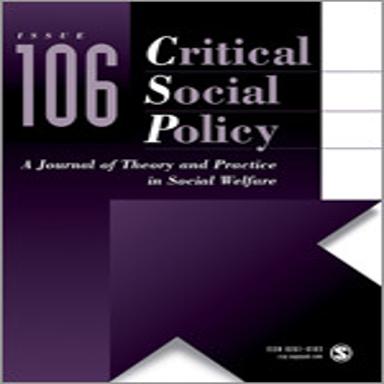 ISSUE
106
Critical
Social
Policy
A Journal of Theory and Practice
in Social Welfare